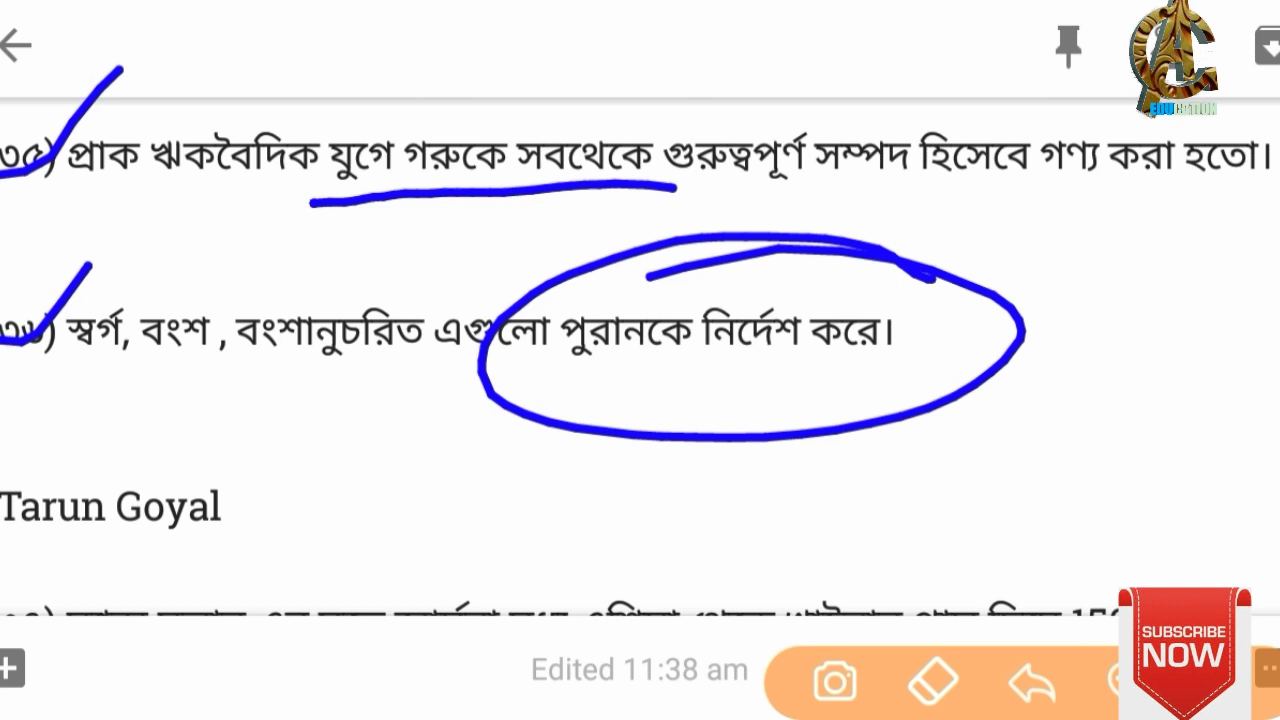 EDUCATION
৩৫) প্রাক ঋকবৈদিক যুগে গরুকে সবথেকে গুরুত্বপূর্ণ সম্পদ হিসেবে গণ্য করা হতো।
৩৬) স্বর্গ, বংশ , বংশানুচরিত এগুলো পুরানকে নির্দেশ করে।
Tarun Goyal
Edited 11:38 am
SUBSCRIBE
NOW